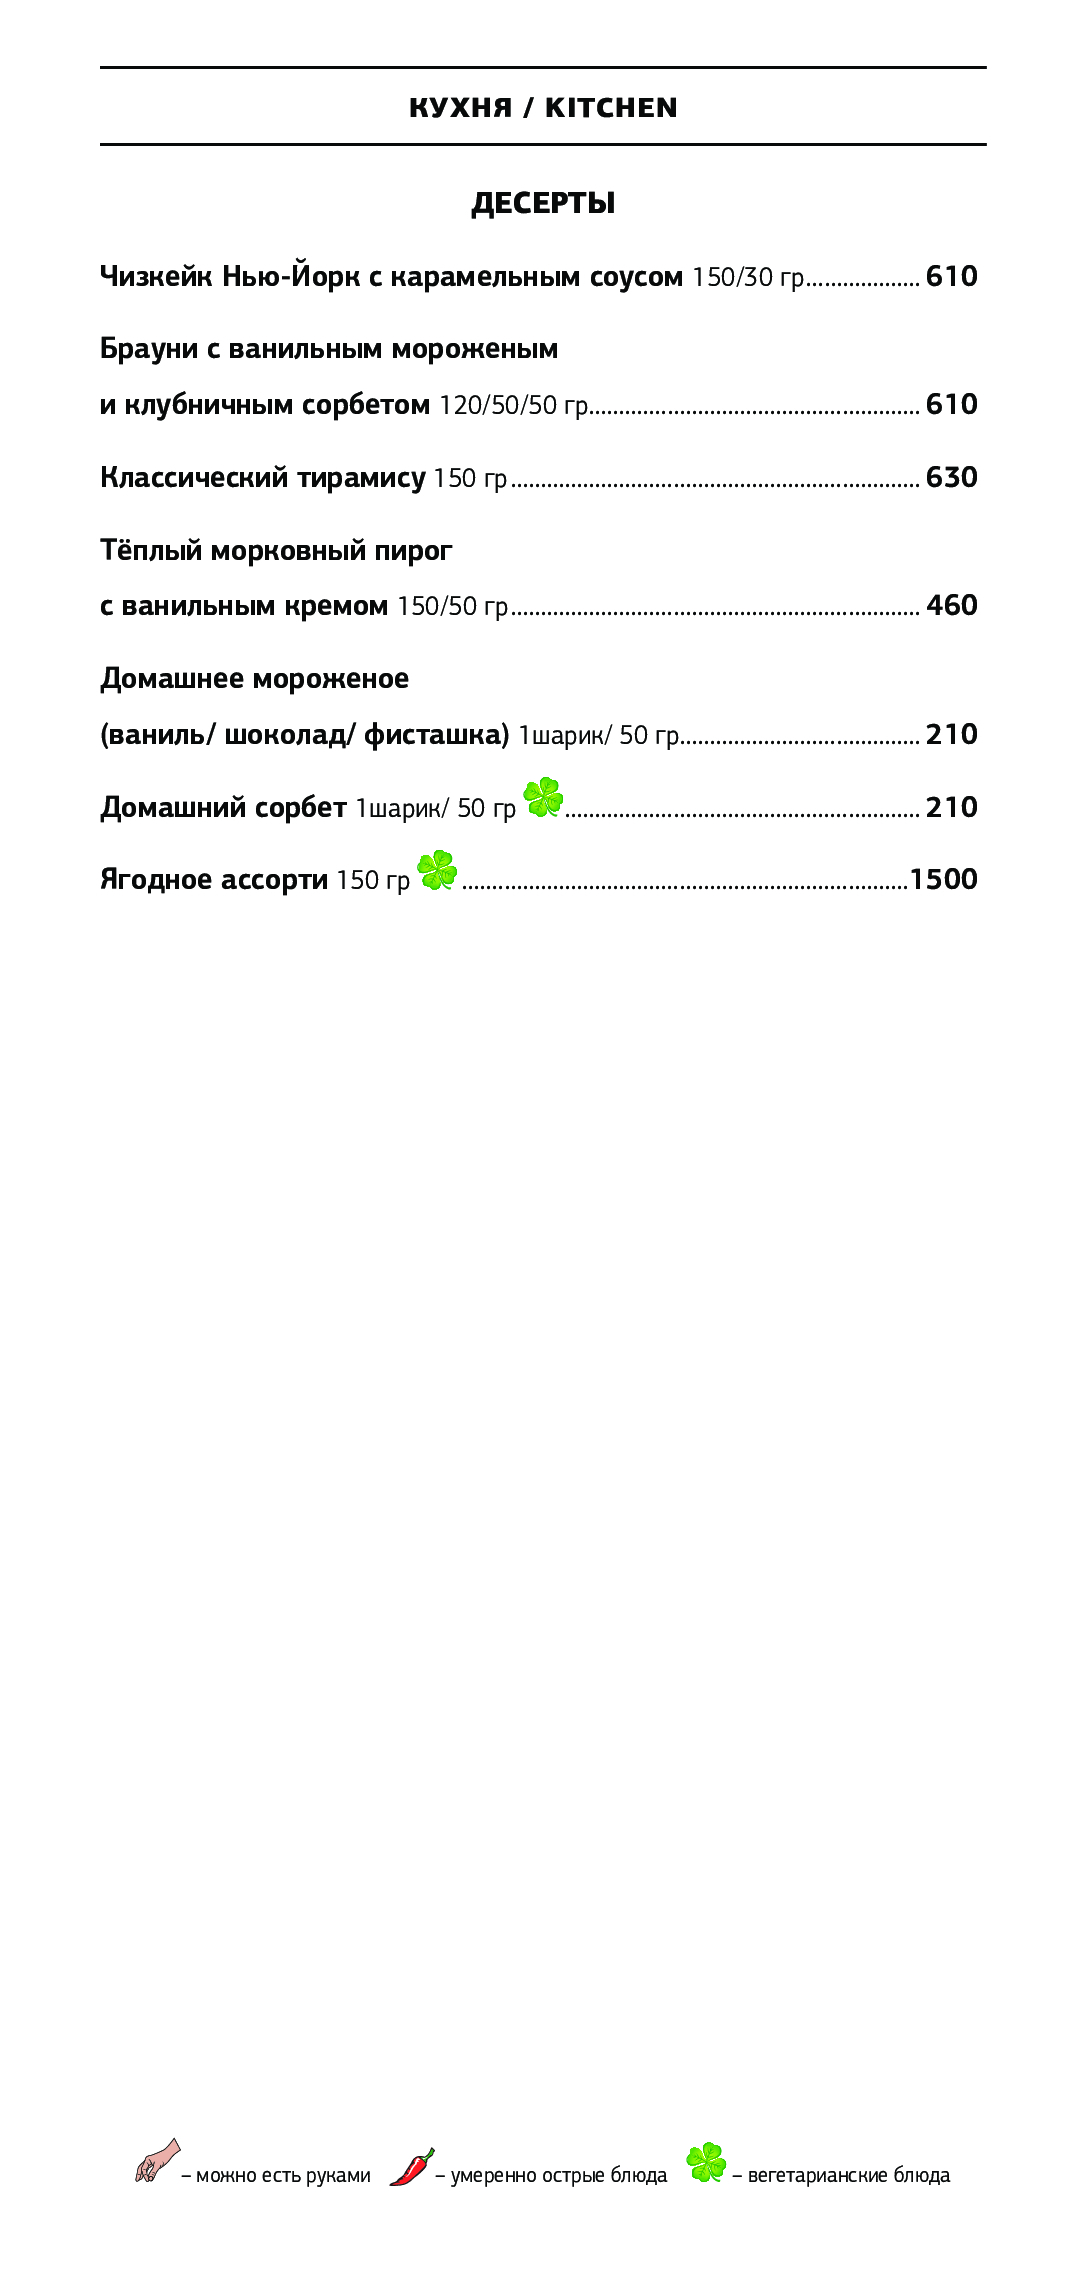 КУХНЯ / KITCHEN
ДЕСЕРТЫ
Чизкейк Нью-Йорк с карамельным соусом 150/30 гр................... 610
Брауни с ванильным мороженым
и клубничным сорбетом 120/50/50 гр....................................................... 610
Классический тирамису 150 гр.................................................................... 630
Тёплый морковный пирог
с ванильным кремом 150/50 гр.................................................................... 460
Домашнее мороженое
(ваниль/ шоколад/ фисташка) 1шарик/ 50 гр........................................ 210
Домашний сорбет 1шарик/ 50 гр ........................................................... 210
Ягодное ассорти 150 гр ..........................................................................1500
– можно есть руками – умеренно острые блюда – вегетарианские блюда